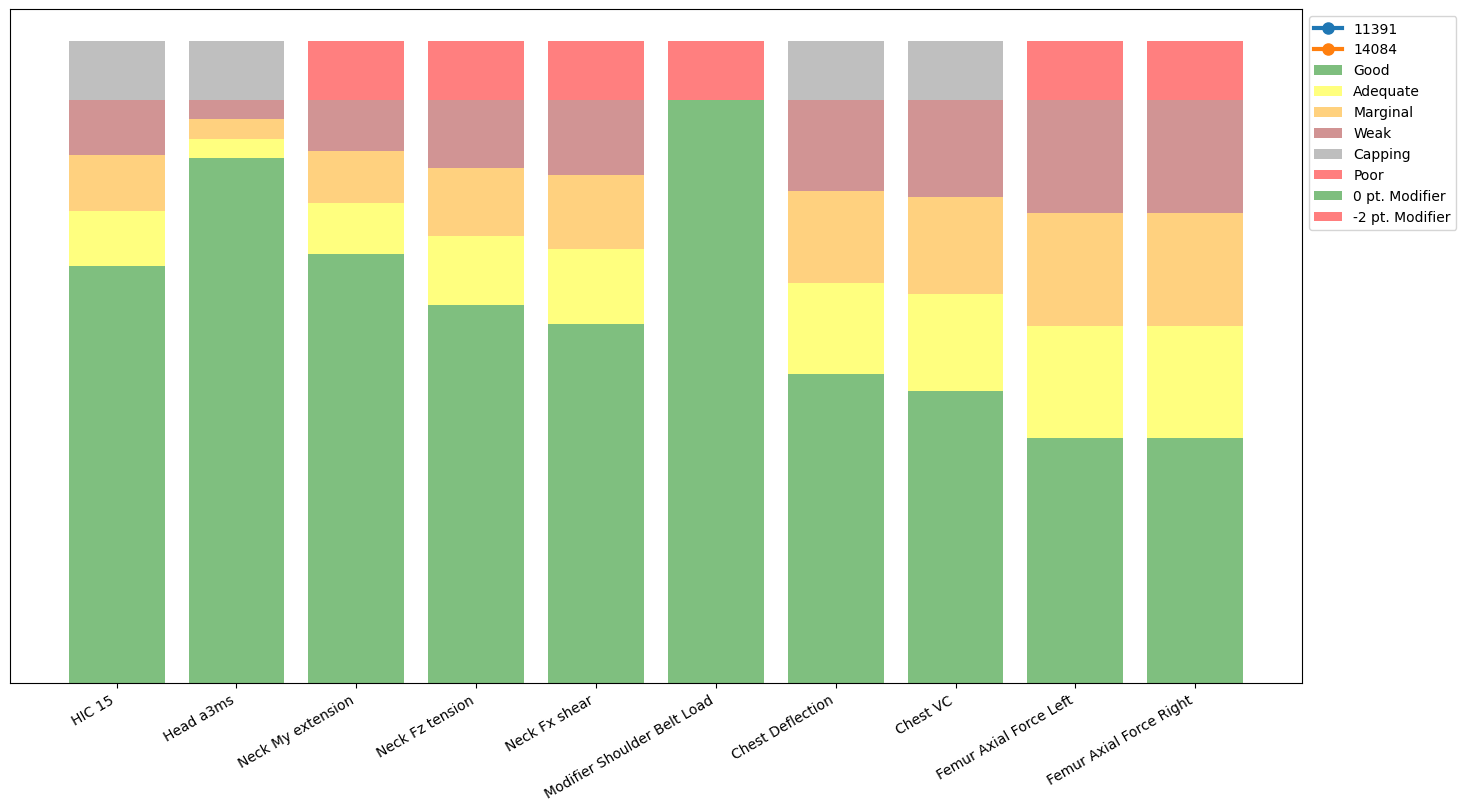 11391
14084
Good
Adequate
Marginal
Weak
Capping
Poor
0 pt. Modifier
-2 pt. Modifier
HIC 15
Head a3ms
Neck My extension
Neck Fz tension
Neck Fx shear
Modifier Shoulder Belt Load
Chest Deflection
Chest VC
Femur Axial Force Left
Femur Axial Force Right